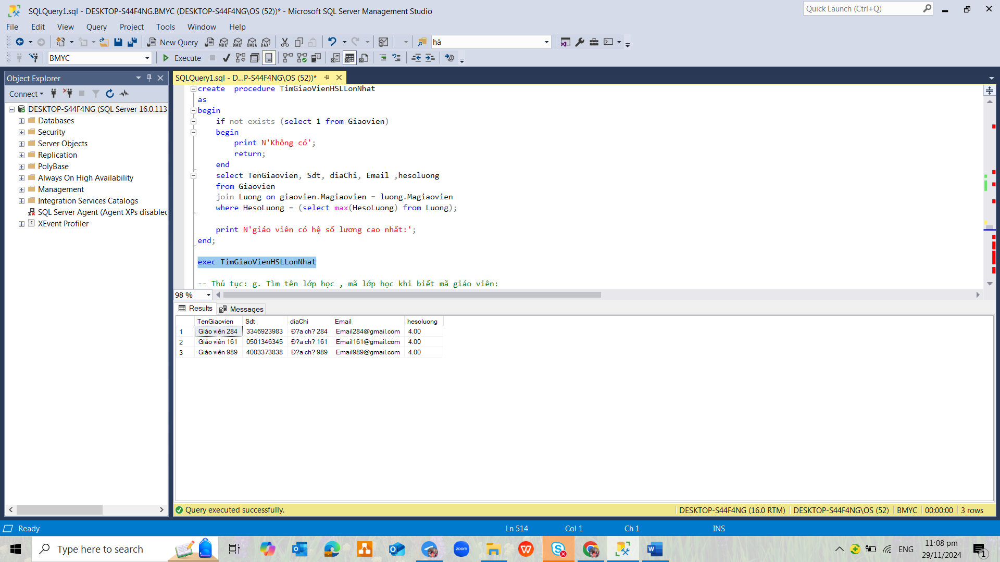 SQLQuery1.sql - DESKTOP-S44F4NG.BMYC (DESKTOP-S44F4NG\OS (52))* - Microsoft SQL Server Management Studio
Quick Launch (Ctrl+Q)
File Edit View Query Project Tools Window Help
New Query MDX DMX XMLA DAX hà
BMYC Execute
Object Explorer
SQLQuery1.sql - D...P-S44F4NG\OS (52))*
Connect
DESKTOP-S44F4NG (SQL Server 16.0.113
Databases
Security
Server Objects
Replication
PolyBase
Always On High Availability
Management
Integration Services Catalogs
SQL Server Agent (Agent XPs disabled
XEvent Profiler
create  procedure TimGiaoVienHSLLonNhat
as
begin
if not exists (select 1 from Giaovien)
begin
print N'Không có';
return;
end
select TenGiaovien, Sdt, diaChi, Email ,hesoluong
from Giaovien
join Luong on giaovien.Magiaovien = luong.Magiaovien
where HesoLuong = (select max(HesoLuong) from Luong);
print N'giáo viên có hệ số lương cao nhất:';
end;
exec TimGiaoVienHSLLonNhat
-- Thủ tục: g. Tìm tên lớp học , mã lớp học khi biết mã giáo viên:
98 %
Results Messages
TenGiaovien Sdt diaChi Email hesoluong
1 Giáo viên 284 3346923983 Đ?a ch? 284 Email284@gmail.com 4.00
2 Giáo viên 161 0501346345 Đ?a ch? 161 Email161@gmail.com 4.00
3 Giáo viên 989 4003373838 Đ?a ch? 989 Email989@gmail.com 4.00
Query executed successfully. DESKTOP-S44F4NG (16.0 RTM) DESKTOP-S44F4NG\OS (52) BMYC 00:00:00 3 rows
Ready Ln 514 Col 1 Ch 1 INS
Type here to search
zoom
ENG
11:08 pm
29/11/2024
1